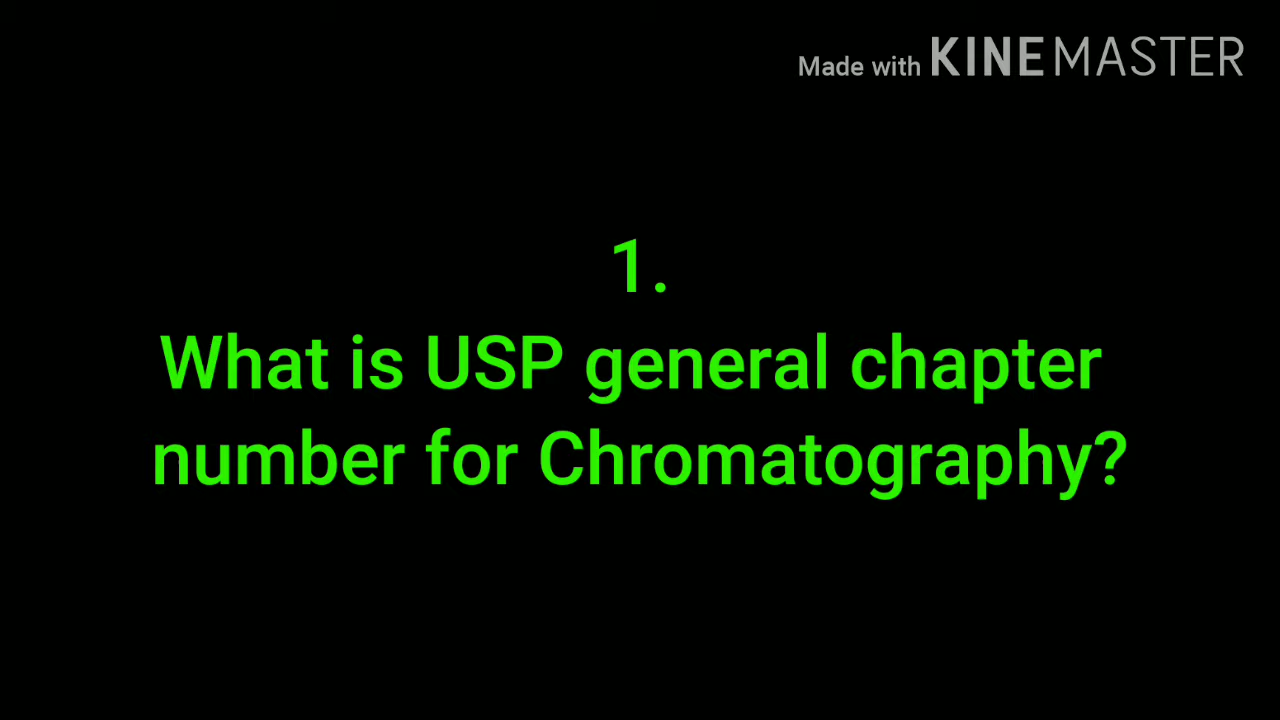 Made with KINEMASTER
1.
What is USP general chapter
number for Chromatography?